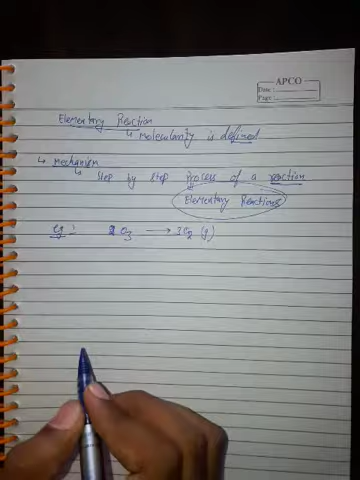 APCO
Date :
Page :
Elementary Reaction
↳ Molecularity is defined
↳ Mechanism
↳ Step by Step Process of a reaction
Elementary Reactions
eg : 2O₃ → 3O₂ (g)